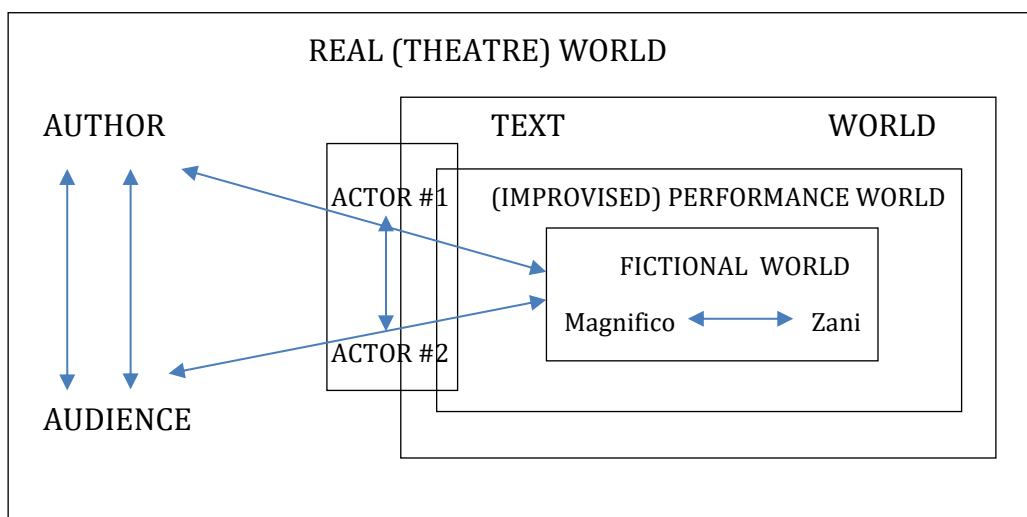 REAL (THEATRE) WORLD
AUTHOR
TEXT WORLD
ACTOR #1
(IMPROVISED) PERFORMANCE WORLD
FICTIONAL WORLD
Magnifico Zani
ACTOR #2
AUDIENCE